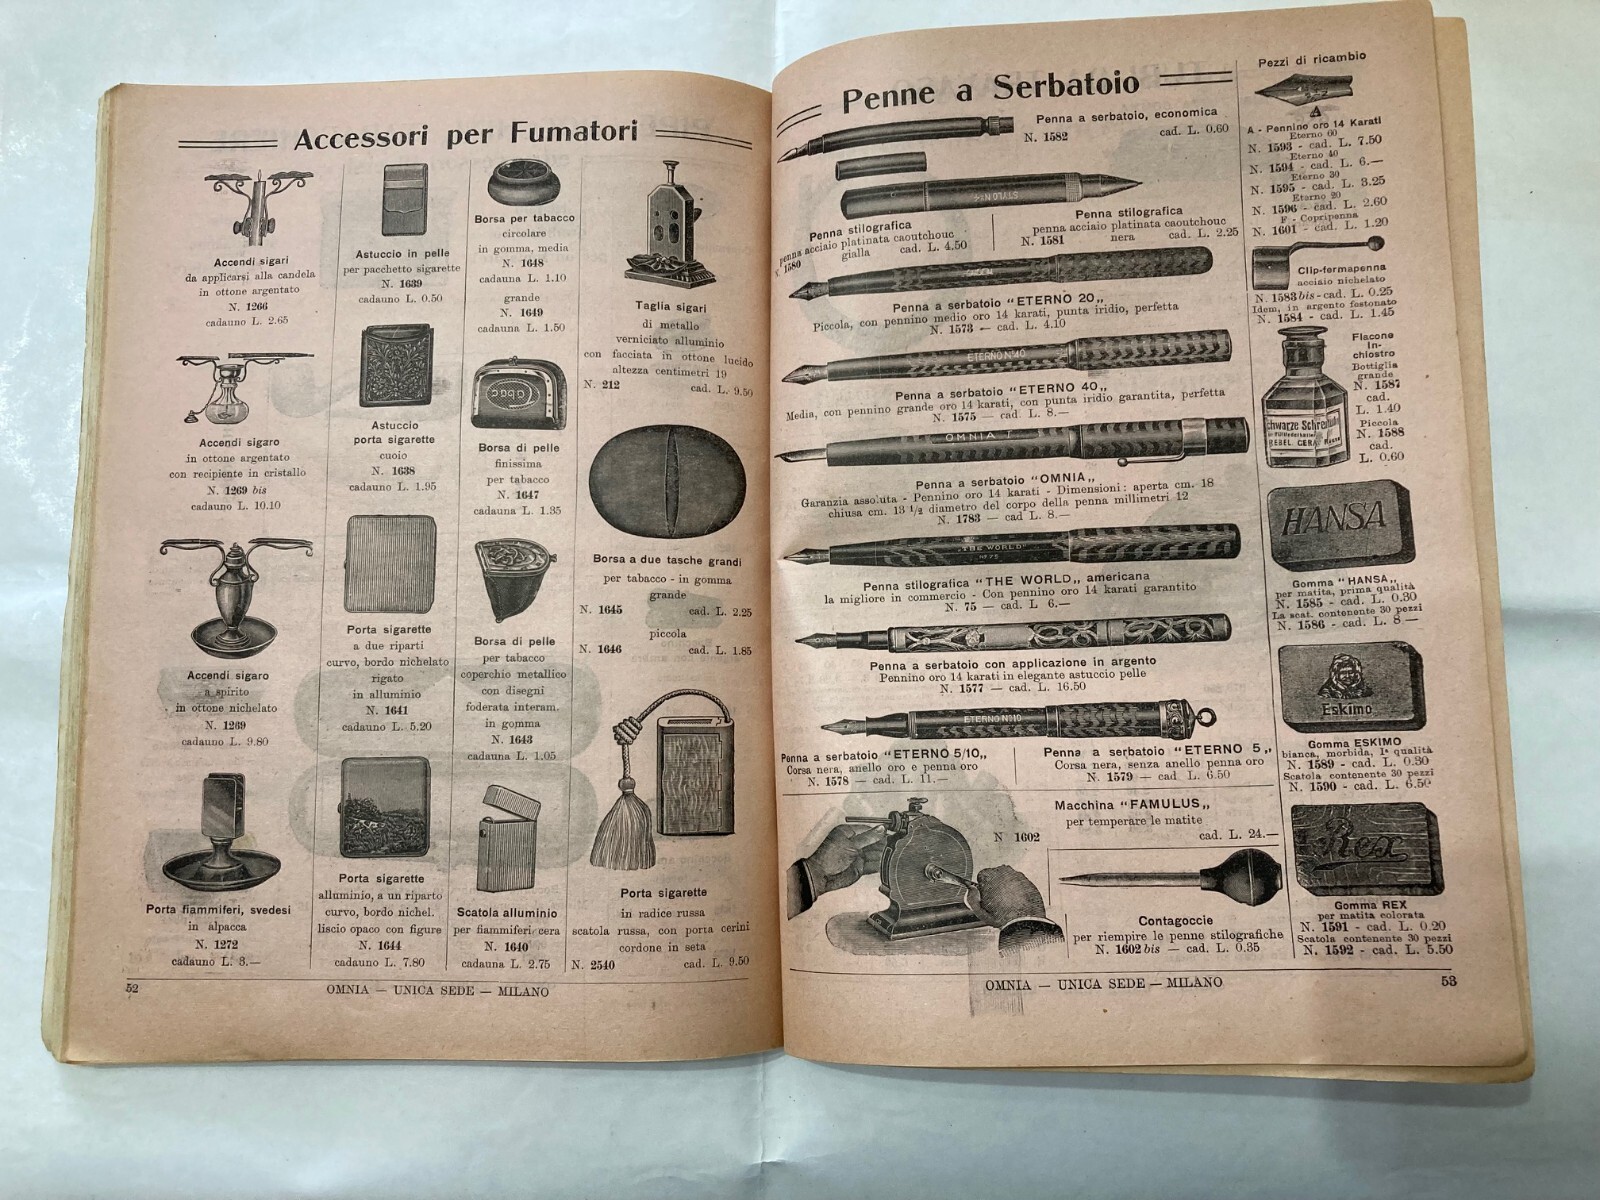 Accessori per Fumatori
Accendi sigari
da applicarsi alla candela
in ottone argentato
N. 1266
cadauno L. 2.65
Accendi sigaro
in ottone argentato
con recipiente in cristallo
N. 1269 bis
cadauno L. 10.10
Accendi sigaro
a spirito
in ottone nichelato
N. 1269
cadauno L. 9.80
Porta fiammiferi, svedesi
in alpacca
N. 1272
cadauno L. 3.—
Astuccio in pelle
per pacchetto sigarette
N. 1639
cadauno L. 0.50
Astuccio
porta sigarette
cuoio
N. 1638
cadauno L. 1.95
Porta sigarette
a due riparti
curvo, bordo nichelato
rigato
in alluminio
N. 1641
cadauno L. 5.20
Porta sigarette
alluminio, a un riparto
curvo, bordo nichel.
liscio opaco con figure
N. 1644
cadauno L. 7.80
Borsa per tabacco
circolare
in gomma, media
N. 1648
cadauna L. 1.10
grande
N. 1649
cadauna L. 1.50
abac
Borsa di pelle
finissima
per tabacco
N. 1647
cadauna L. 1.35
Borsa di pelle
per tabacco
coperchio metallico
con disegni
foderata interam.
in gomma
N. 1643
cadauna L. 1.05
Scatola alluminio
per fiammiferi cera
N. 1640
cadauna L. 2.75
Taglia sigari
di metallo
verniciato alluminio
con facciata in ottone lucido
altezza centimetri 19
N. 212 cad. L. 9.50
Borsa a due tasche grandi
per tabacco - in gomma
grande
N. 1645 cad. L. 2.25
piccola
N. 1646 cad. L. 1.85
Porta sigarette
in radice russa
scatola russa, con porta cerini
cordone in seta
N. 2540 cad. L. 9.50
52 OMNIA — UNICA SEDE — MILANO
Penne a Serbatoio
Penna a serbatoio, economica
N. 1582 cad. L. 0.60
Penna stilografica
penna acciaio platinata caoutchouc
N. 1580 gialla cad. L. 4.50
Penna stilografica
penna acciaio platinata caoutchouc
N. 1581 nera cad. L. 2.25
Penna a serbatoio "ETERNO 20„
Piccola, con pennino medio oro 14 karati, punta iridio, perfetta
N. 1573 — cad. L. 4.10
ETERNO Nº40
Penna a serbatoio "ETERNO 40„
Media, con pennino grande oro 14 karati, con punta iridio garantita, perfetta
N. 1575 — cad. L. 8.—
OMNIA
Penna a serbatoio "OMNIA„
Garanzia assoluta - Pennino oro 14 karati - Dimensioni: aperta cm. 18
chiusa cm. 13 1/2 diametro del corpo della penna millimetri 12
N. 1783 — cad L. 8.—
"THE WORLD"
Nº 75
Penna stilografica "THE WORLD„ americana
la migliore in commercio - Con pennino oro 14 karati garantito
N. 75 — cad. L 6.—
Penna a serbatoio con applicazione in argento
Pennino oro 14 karati in elegante astuccio pelle
N. 1577 — cad. L. 16.50
ETERNO Nº10
Penna a serbatoio "ETERNO 5/10„
Corsa nera, anello oro e penna oro
N. 1578 — cad. L. 11.—
Penna a serbatoio "ETERNO 5„
Corsa nera, senza anello penna oro
N. 1579 — cad. L. 6.50
N 1602
Macchina "FAMULUS„
per temperare le matite
cad. L. 24.—
Contagoccie
per riempire le penne stilografiche
N. 1602 bis — cad. L. 0.35
Pezzi di ricambio
A
A - Pennino oro 14 Karati
Eterno 60
N. 1593 - cad. L. 7.50
Eterno 40
N. 1594 - cad. L. 6.—
Eterno 30
N. 1595 - cad. L. 3.25
Eterno 20
N. 1596 - cad. L. 2.60
F - Copripenna
N. 1601 - cad. L. 1.20
Clip-fermapenna
acciaio nichelato
N. 1583 bis - cad. L. 0.25
Idem, in argento festonato
N. 1584 - cad. L. 1.45
chwarze Schreibtuhl
REBEL CERA
Flacone
In-
chiostro
Bottiglia
grande
N. 1587
cad.
L. 1.40
Piccola
N. 1588
cad.
L. 0.60
HANSA
Gomma "HANSA„
per matita, prima qualità
N. 1585 - cad. L. 0,30
La scat. contenente 30 pezzi
N. 1586 - cad. L. 8 —
Eskimo
Gomma ESKIMO
bianca, morbida, 1ª qualità
N. 1589 - cad. L. 0.30
Scatola contenente 30 pezzi
N. 1590 - cad. L. 6.50
Rex
Gomma REX
per matita colorata
N. 1591 - cad. L. 0.20
Scatola contenente 30 pezzi
N. 1592 - cad. L. 5.50
OMNIA — UNICA SEDE — MILANO 53